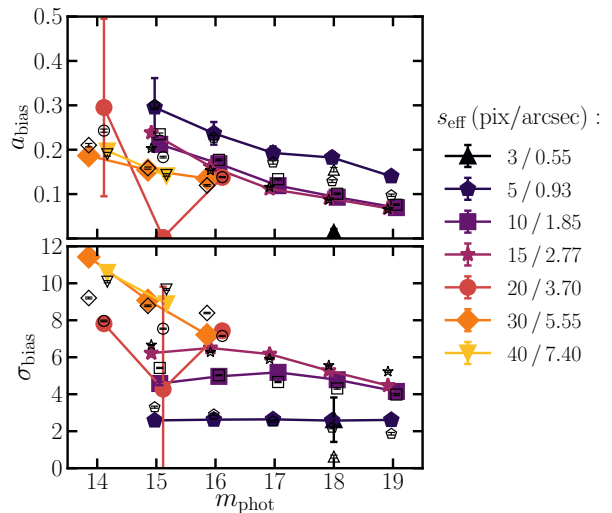 0.5
0.4
0.3
0.2
0.1
a_bias
12
10
8
6
4
2
0
σ_bias
14 15 16 17 18 19
m_phot
s_eff (pix/arcsec) :
3 / 0.55
5 / 0.93
10 / 1.85
15 / 2.77
20 / 3.70
30 / 5.55
40 / 7.40